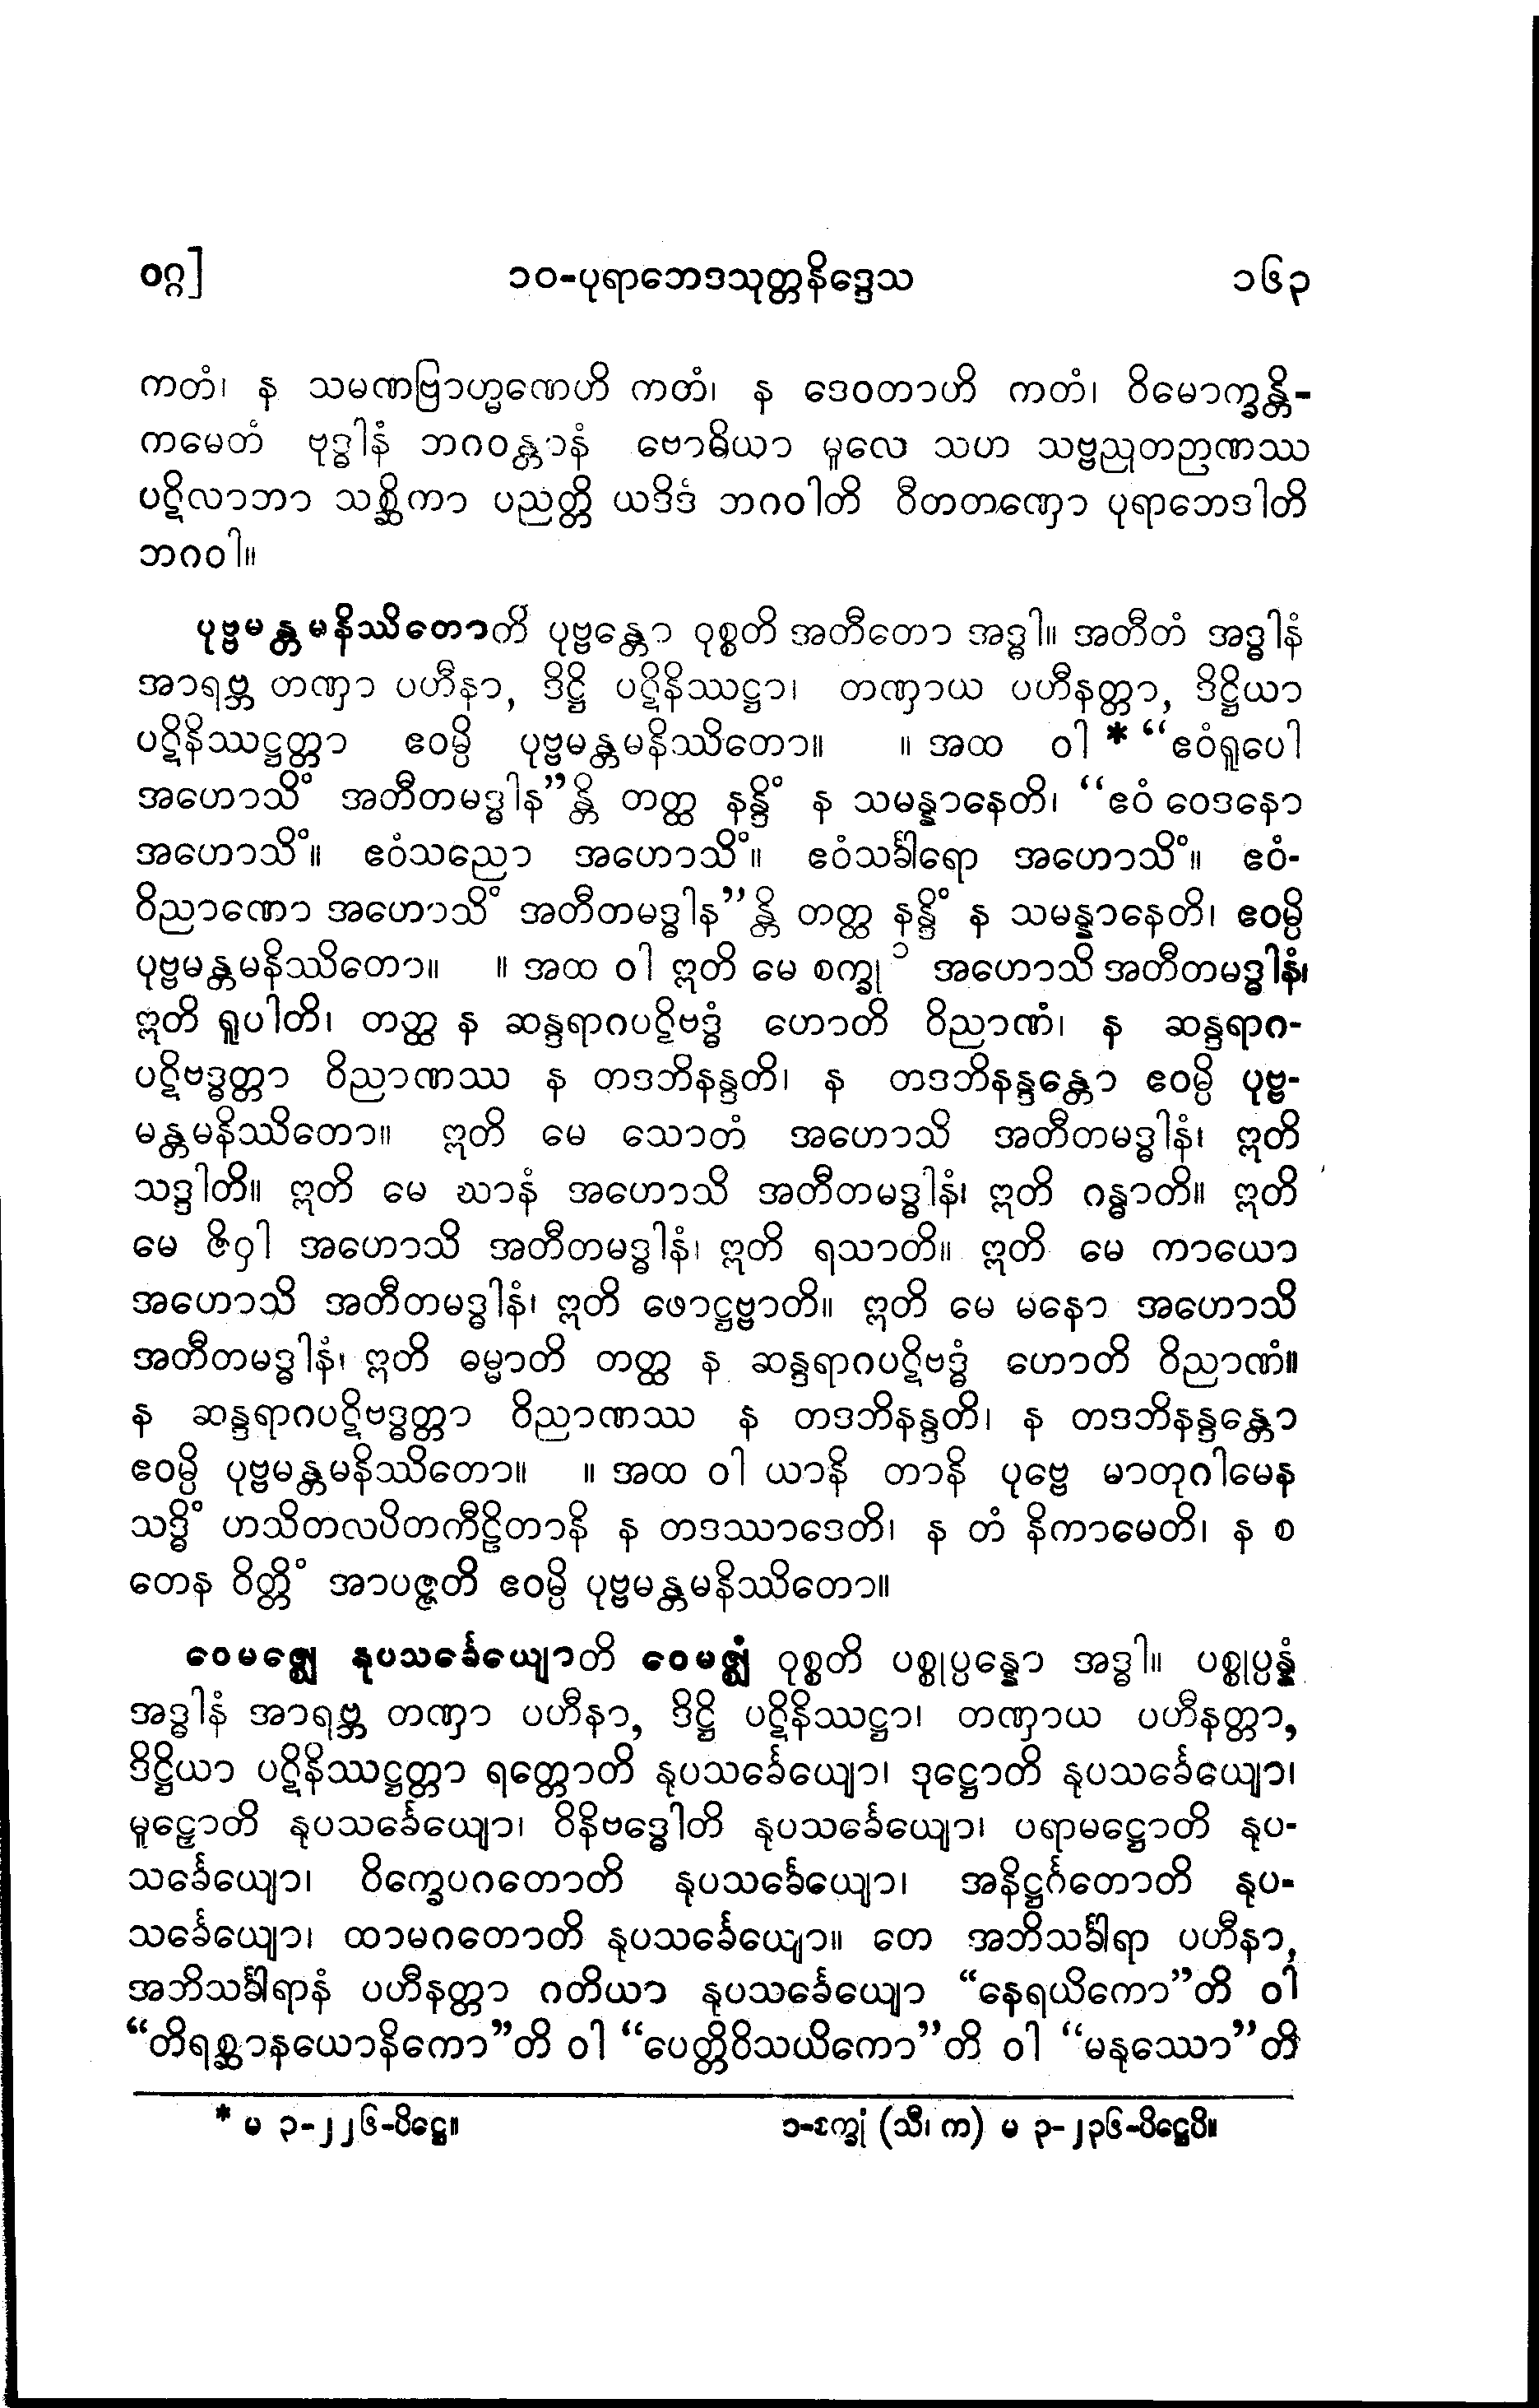 ဝဂ္ဂ] ၁၀-ပုရာဘေဒသုတ္တနိဒ္ဒေသ ၁၆၃
ကတံ၊ န သမဏဗြာဟ္မဏေဟိ ကတံ၊ န ဒေဝတာဟိ ကတံ၊ ဝိမောက္ခန္တိ-
ကမေတံ ဗုဒ္ဓါနံ ဘဂဝန္တာနံ ဗောဓိယာ မူလေ သဟ သဗ္ဗညုတဉာဏဿ
ပဋိလာဘာ သစ္ဆိကာ ပညတ္တိ ယဒိဒံ ဘဂဝါတိ ဝီတတဏှော ပုရာဘေဒါတိ
ဘဂဝါ။
ပုဗ္ဗမန္တမနိဿိတောတိ ပုဗ္ဗန္တော ဝုစ္စတိ အတီတော အဒ္ဓါ။ အတီတံ အဒ္ဓါနံ
အာရဗ္ဘ တဏှာ ပဟီနာ, ဒိဋ္ဌိ ပဋိနိဿဋ္ဌာ၊ တဏှာယ ပဟီနတ္တာ, ဒိဋ္ဌိယာ
ပဋိနိဿဋ္ဌတ္တာ ဧဝမ္ပိ ပုဗ္ဗမန္တမနိဿိတော။ ။ အထ ဝါ * “ဧဝံရူပေါ
အဟောသိံ အတီတမဒ္ဓါန”န္တိ တတ္ထ နန္ဒိံ န သမန္နာနေတိ၊ “ဧဝံ ဝေဒနော
အဟောသိံ။ ဧဝံသညော အဟောသိံ။ ဧဝံသင်္ခါရော အဟောသိံ။ ဧဝံ-
ဝိညာဏော အဟောသိံ အတီတမဒ္ဓါန”န္တိ တတ္ထ နန္ဒိံ န သမန္နာနေတိ၊ ဧဝမ္ပိ
ပုဗ္ဗမန္တမနိဿိတော။ ။ အထ ဝါ ဣတိ မေ စက္ခု ၁ အဟောသိ အတီတမဒ္ဓါနံ၊
ဣတိ ရူပါတိ၊ တတ္ထ န ဆန္ဒရာဂပဋိဗဒ္ဓံ ဟောတိ ဝိညာဏံ၊ န ဆန္ဒရာဂ-
ပဋိဗဒ္ဓတ္တာ ဝိညာဏဿ န တဒဘိနန္ဒတိ၊ န တဒဘိနန္ဒန္တော ဧဝမ္ပိ ပုဗ္ဗ-
မန္တမနိဿိတော။ ဣတိ မေ သောတံ အဟောသိ အတီတမဒ္ဓါနံ၊ ဣတိ
သဒ္ဒါတိ။ ဣတိ မေ ဃာနံ အဟောသိ အတီတမဒ္ဓါနံ၊ ဣတိ ဂန္ဓာတိ။ ဣတိ
မေ ဇိဝှါ အဟောသိ အတီတမဒ္ဓါနံ၊ ဣတိ ရသာတိ။ ဣတိ မေ ကာယော
အဟောသိ အတီတမဒ္ဓါနံ၊ ဣတိ ဖောဋ္ဌဗ္ဗာတိ။ ဣတိ မေ မနော အဟောသိ
အတီတမဒ္ဓါနံ၊ ဣတိ ဓမ္မာတိ တတ္ထ န ဆန္ဒရာဂပဋိဗဒ္ဓံ ဟောတိ ဝိညာဏံ။
န ဆန္ဒရာဂပဋိဗဒ္ဓတ္တာ ဝိညာဏဿ န တဒဘိနန္ဒတိ၊ န တဒဘိနန္ဒန္တော
ဧဝမ္ပိ ပုဗ္ဗမန္တမနိဿိတော။ ။ အထ ဝါ ယာနိ တာနိ ပုဗ္ဗေ မာတုဂါမေန
သဒ္ဓိံ ဟသိတလပိတကီဠိတာနိ န တဒဿာဒေတိ၊ န တံ နိကာမေတိ၊ န စ
တေန ဝိတ္တိံ အာပဇ္ဇတိ ဧဝမ္ပိ ပုဗ္ဗမန္တမနိဿိတော။
ဝေမဇ္ဈေ နုပသင်္ခေယျောတိ ဝေမဇ္ဈံ ဝုစ္စတိ ပစ္စုပ္ပန္နော အဒ္ဓါ။ ပစ္စုပ္ပန္နံ
အဒ္ဓါနံ အာရဗ္ဘ တဏှာ ပဟီနာ, ဒိဋ္ဌိ ပဋိနိဿဋ္ဌာ၊ တဏှာယ ပဟီနတ္တာ,
ဒိဋ္ဌိယာ ပဋိနိဿဋ္ဌတ္တာ ရတ္တောတိ နုပသင်္ခေယျော၊ ဒုဋ္ဌောတိ နုပသင်္ခေယျော၊
မူဠှောတိ နုပသင်္ခေယျော၊ ဝိနိဗဒ္ဓေါတိ နုပသင်္ခေယျော၊ ပရာမဋ္ဌောတိ နုပ-
သင်္ခေယျော၊ ဝိက္ခေပဂတောတိ နုပသင်္ခေယျော၊ အနိဋ္ဌင်္ဂတောတိ နုပ-
သင်္ခေယျော၊ ထာမဂတောတိ နုပသင်္ခေယျော။ တေ အဘိသင်္ခါရာ ပဟီနာ,
အဘိသင်္ခါရာနံ ပဟီနတ္တာ ဂတိယာ နုပသင်္ခေယျော “နေရယိကော”တိ ဝါ
“တိရစ္ဆာနယောနိကော”တိ ဝါ “ပေတ္တိဝိသယိကော”တိ ဝါ “မနုဿော”တိ
* မ ၃-၂၂၆-ပိဋ္ဌေ။ ၁-စက္ခုံ (သီ၊ က) မ ၃-၂၃၆-ပိဋ္ဌေပိ။